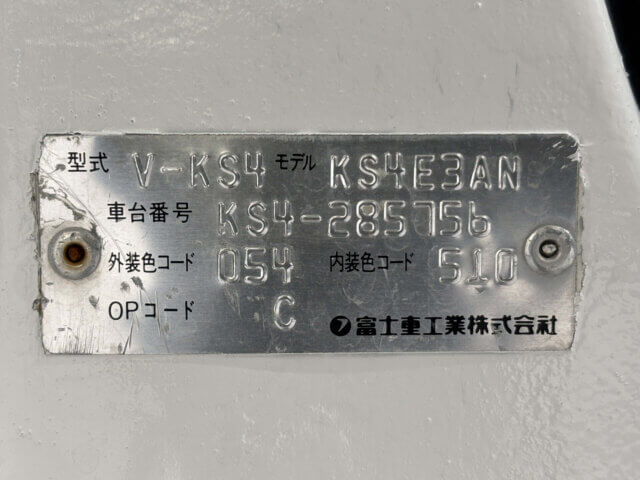 型式 V-KS4 モデル KS4E3AN
車台番号 KS4-285756
外装色コード 054 内装色コード 510
OPコード C 富士重工業株式会社